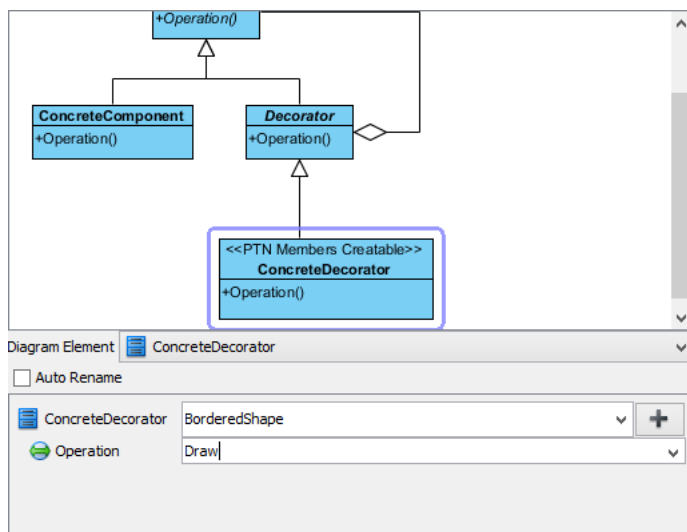 +Operation()
ConcreteComponent
+Operation()
Decorator
+Operation()
<<PTN Members Creatable>>
ConcreteDecorator
+Operation()
Diagram Element ConcreteDecorator
Auto Rename
ConcreteDecorator BorderedShape
Operation Draw